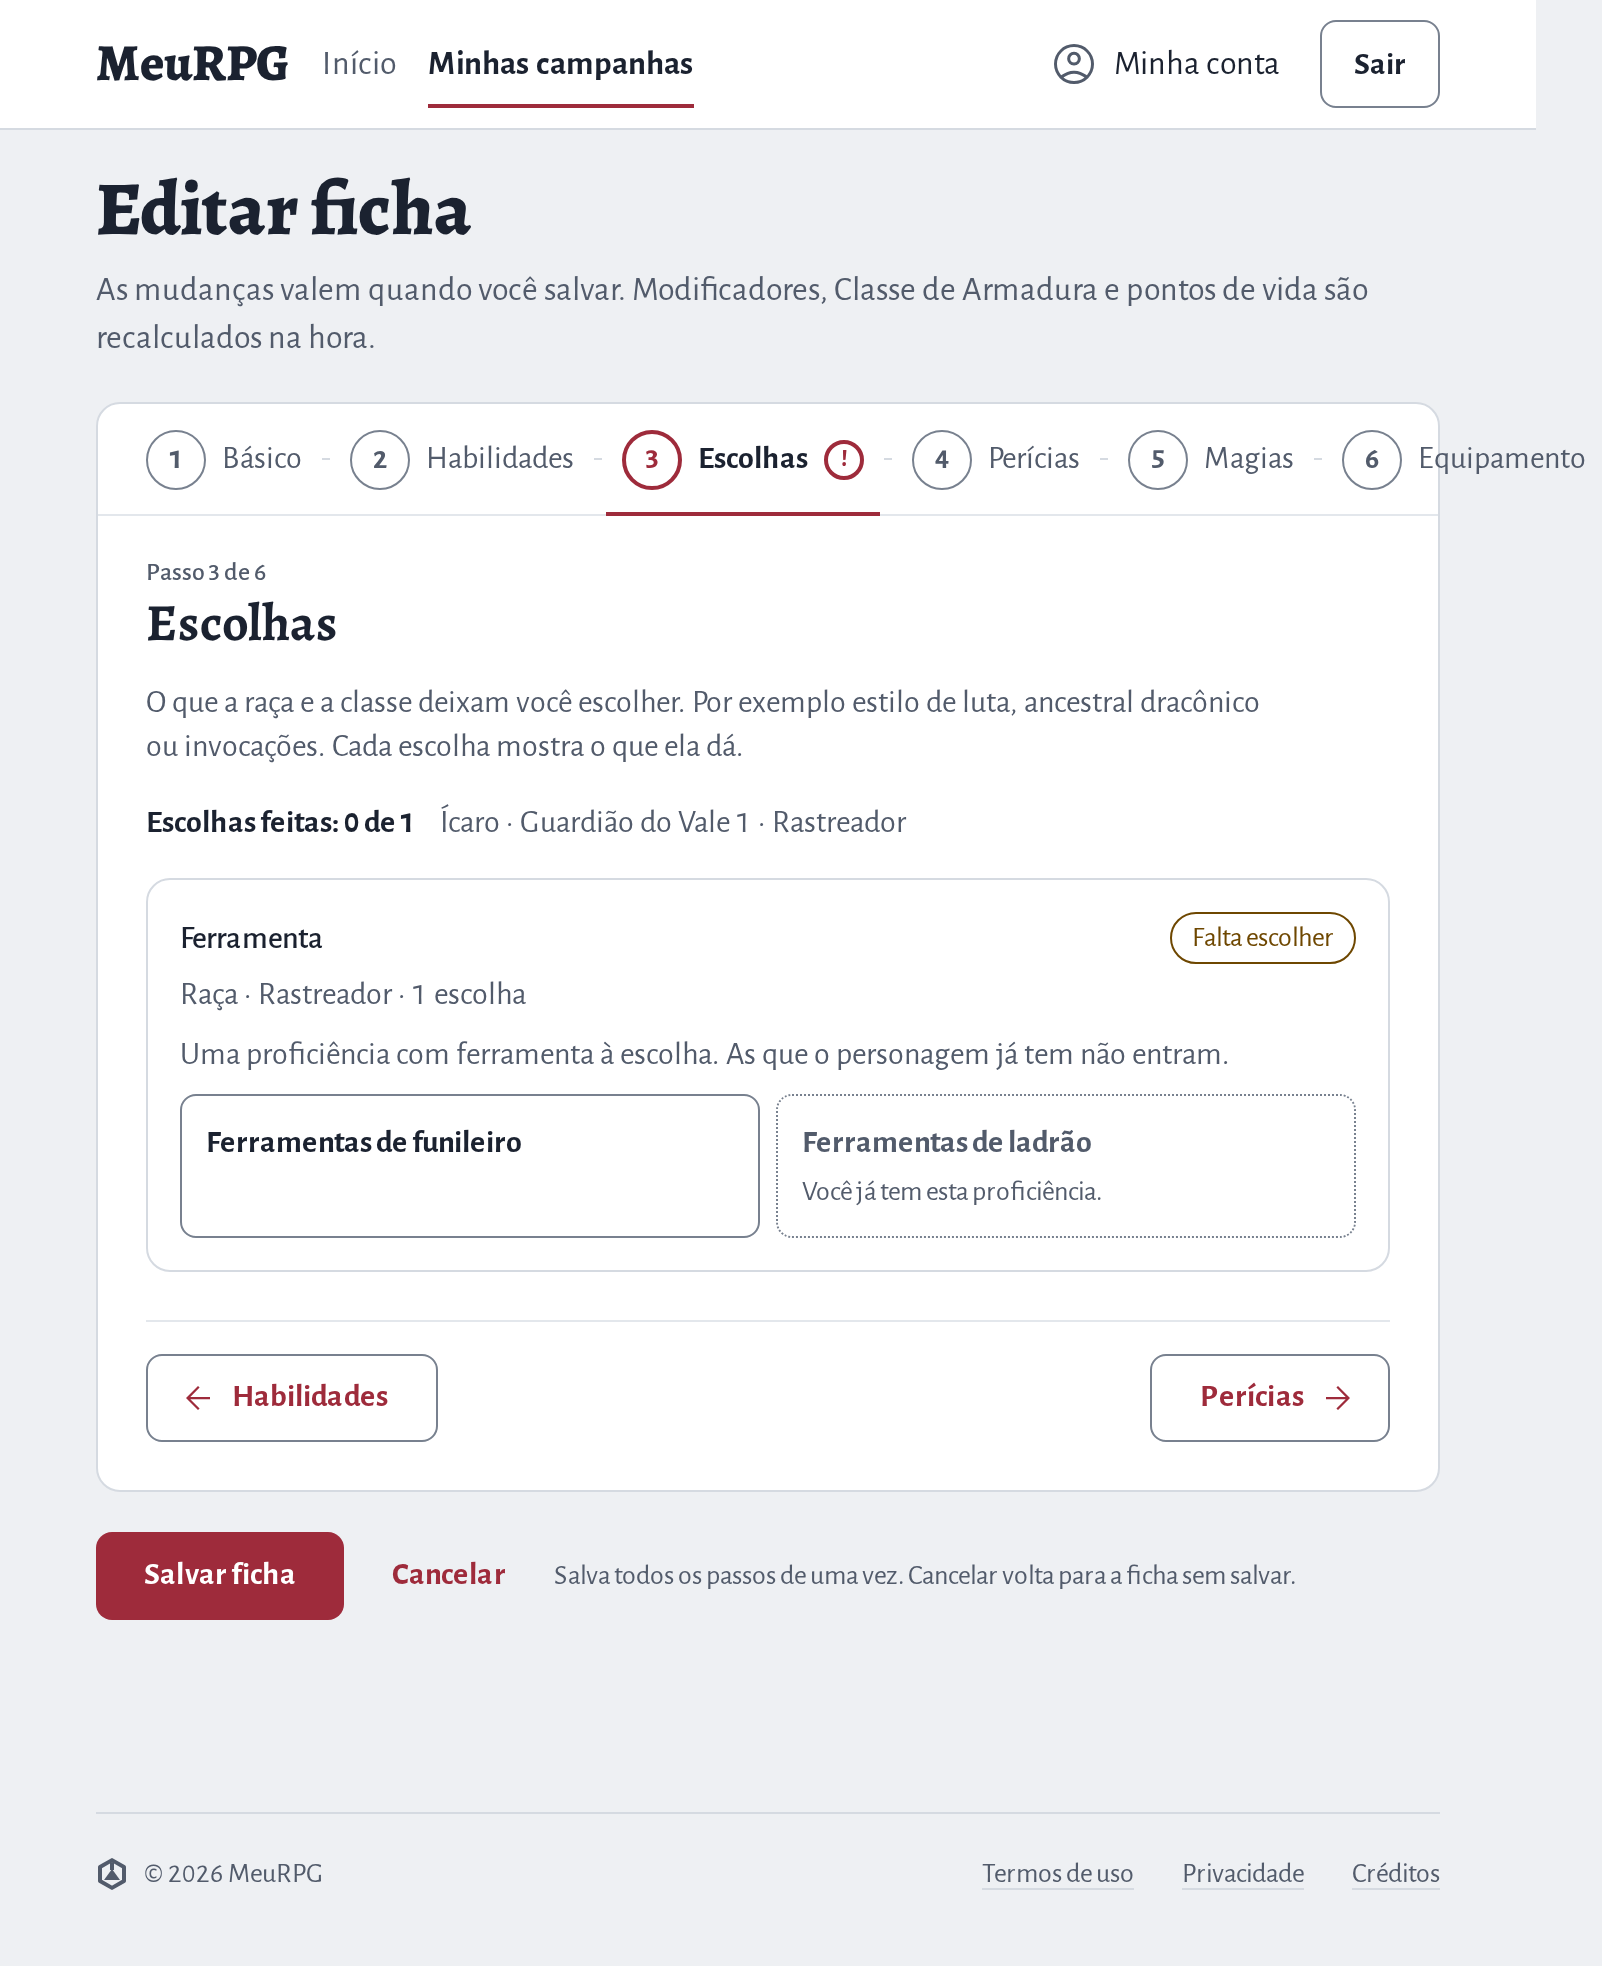 MeuRPG Início Minhas campanhas Minha conta Sair
Editar ficha
As mudanças valem quando você salvar. Modificadores, Classe de Armadura e pontos de vida são
recalculados na hora.
1 Básico - 2 Habilidades - 3 Escolhas ! - 4 Perícias - 5 Magias - 6 Equipamento
Passo 3 de 6
Escolhas
O que a raça e a classe deixam você escolher. Por exemplo estilo de luta, ancestral dracônico
ou invocações. Cada escolha mostra o que ela dá.
Escolhas feitas: 0 de 1 Ícaro · Guardião do Vale 1 · Rastreador
Ferramenta Falta escolher
Raça · Rastreador · 1 escolha
Uma proficiência com ferramenta à escolha. As que o personagem já tem não entram.
Ferramentas de funileiro Ferramentas de ladrão
Você já tem esta proficiência.
← Habilidades Perícias →
Salvar ficha Cancelar Salva todos os passos de uma vez. Cancelar volta para a ficha sem salvar.
© 2026 MeuRPG Termos de uso Privacidade Créditos